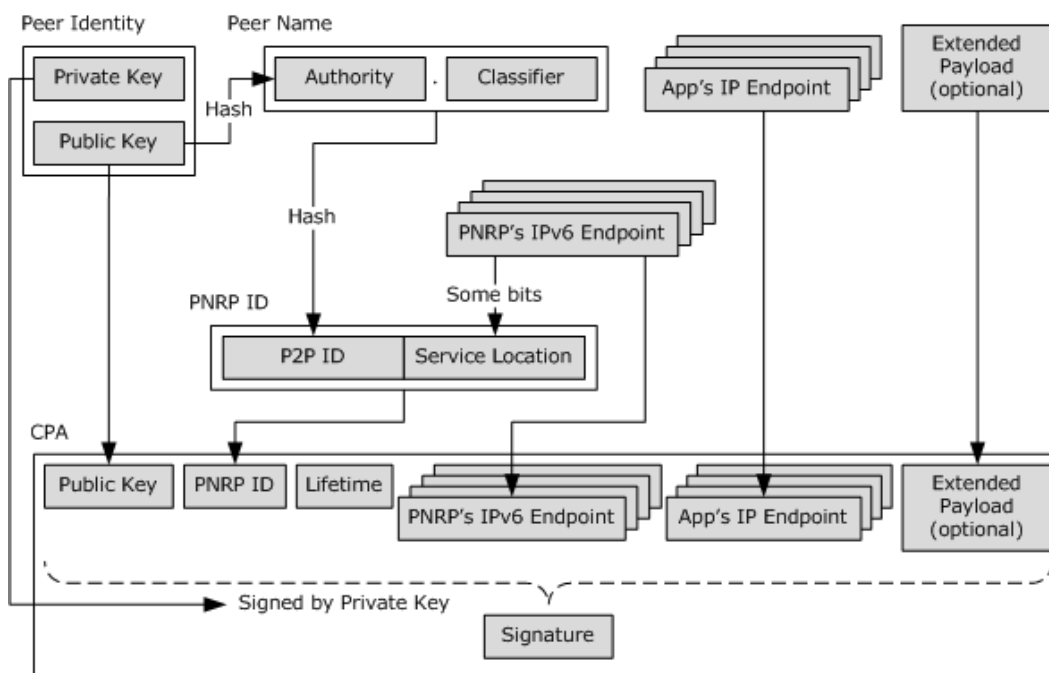 Peer Identity
Peer Name
Private Key
Public Key
Hash
Authority
.
Classifier
App's IP Endpoint
Extended
Payload
(optional)
Hash
PNRP's IPv6 Endpoint
Some bits
PNRP ID
P2P ID
Service Location
CPA
Public Key
PNRP ID
Lifetime
PNRP's IPv6 Endpoint
App's IP Endpoint
Extended
Payload
(optional)
Signed by Private Key
Signature